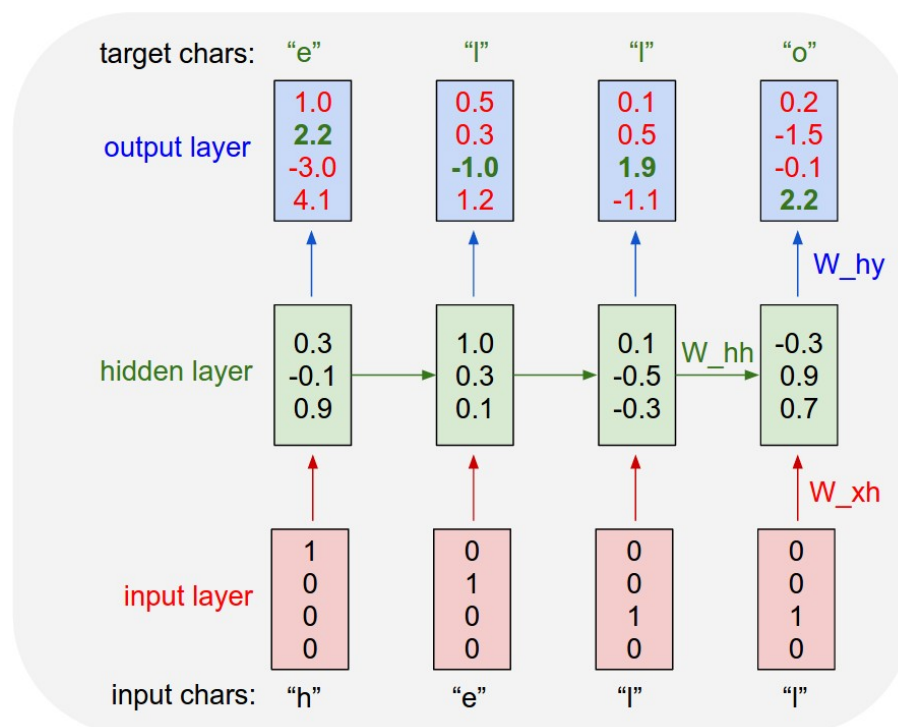 target chars: “e” “l” “l” “o”
1.0 0.5 0.1 0.2
2.2 0.3 0.5 -1.5
output layer
-3.0 -1.0 1.9 -0.1
4.1 1.2 -1.1 2.2
W_hy
0.3 1.0 0.1 -0.3
W_hh
hidden layer -0.1 0.3 -0.5 0.9
0.9 0.1 -0.3 0.7
W_xh
1 0 0 0
0 1 0 0
input layer
0 0 1 1
0 0 0 0
input chars: “h” “e” “l” “l”